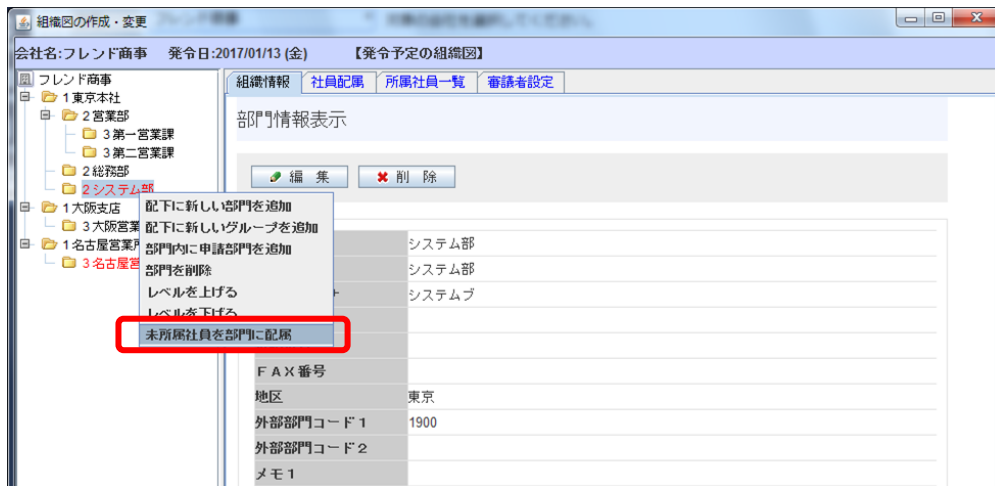 組織図の作成・変更
会社名:フレンド商事 発令日:2017/01/13 (金) 【発令予定の組織図】
フレンド商事
1東京本社
2営業部
3第一営業課
3第二営業課
2総務部
2システム部
1大阪支店
3大阪営業
1名古屋営業所
3名古屋営
組織情報 社員配属 所属社員一覧 審議者設定
部門情報表示
編 集 削 除
配下に新しい部門を追加
配下に新しいグループを追加
部門内に申請部門を追加
部門を削除
レベルを上げる
レベルを下げる
未所属社員を部門に配属
システム部
システム部
システムブ
ＦＡＸ番号
地区 東京
外部部門コード１ 1900
外部部門コード２
メモ１